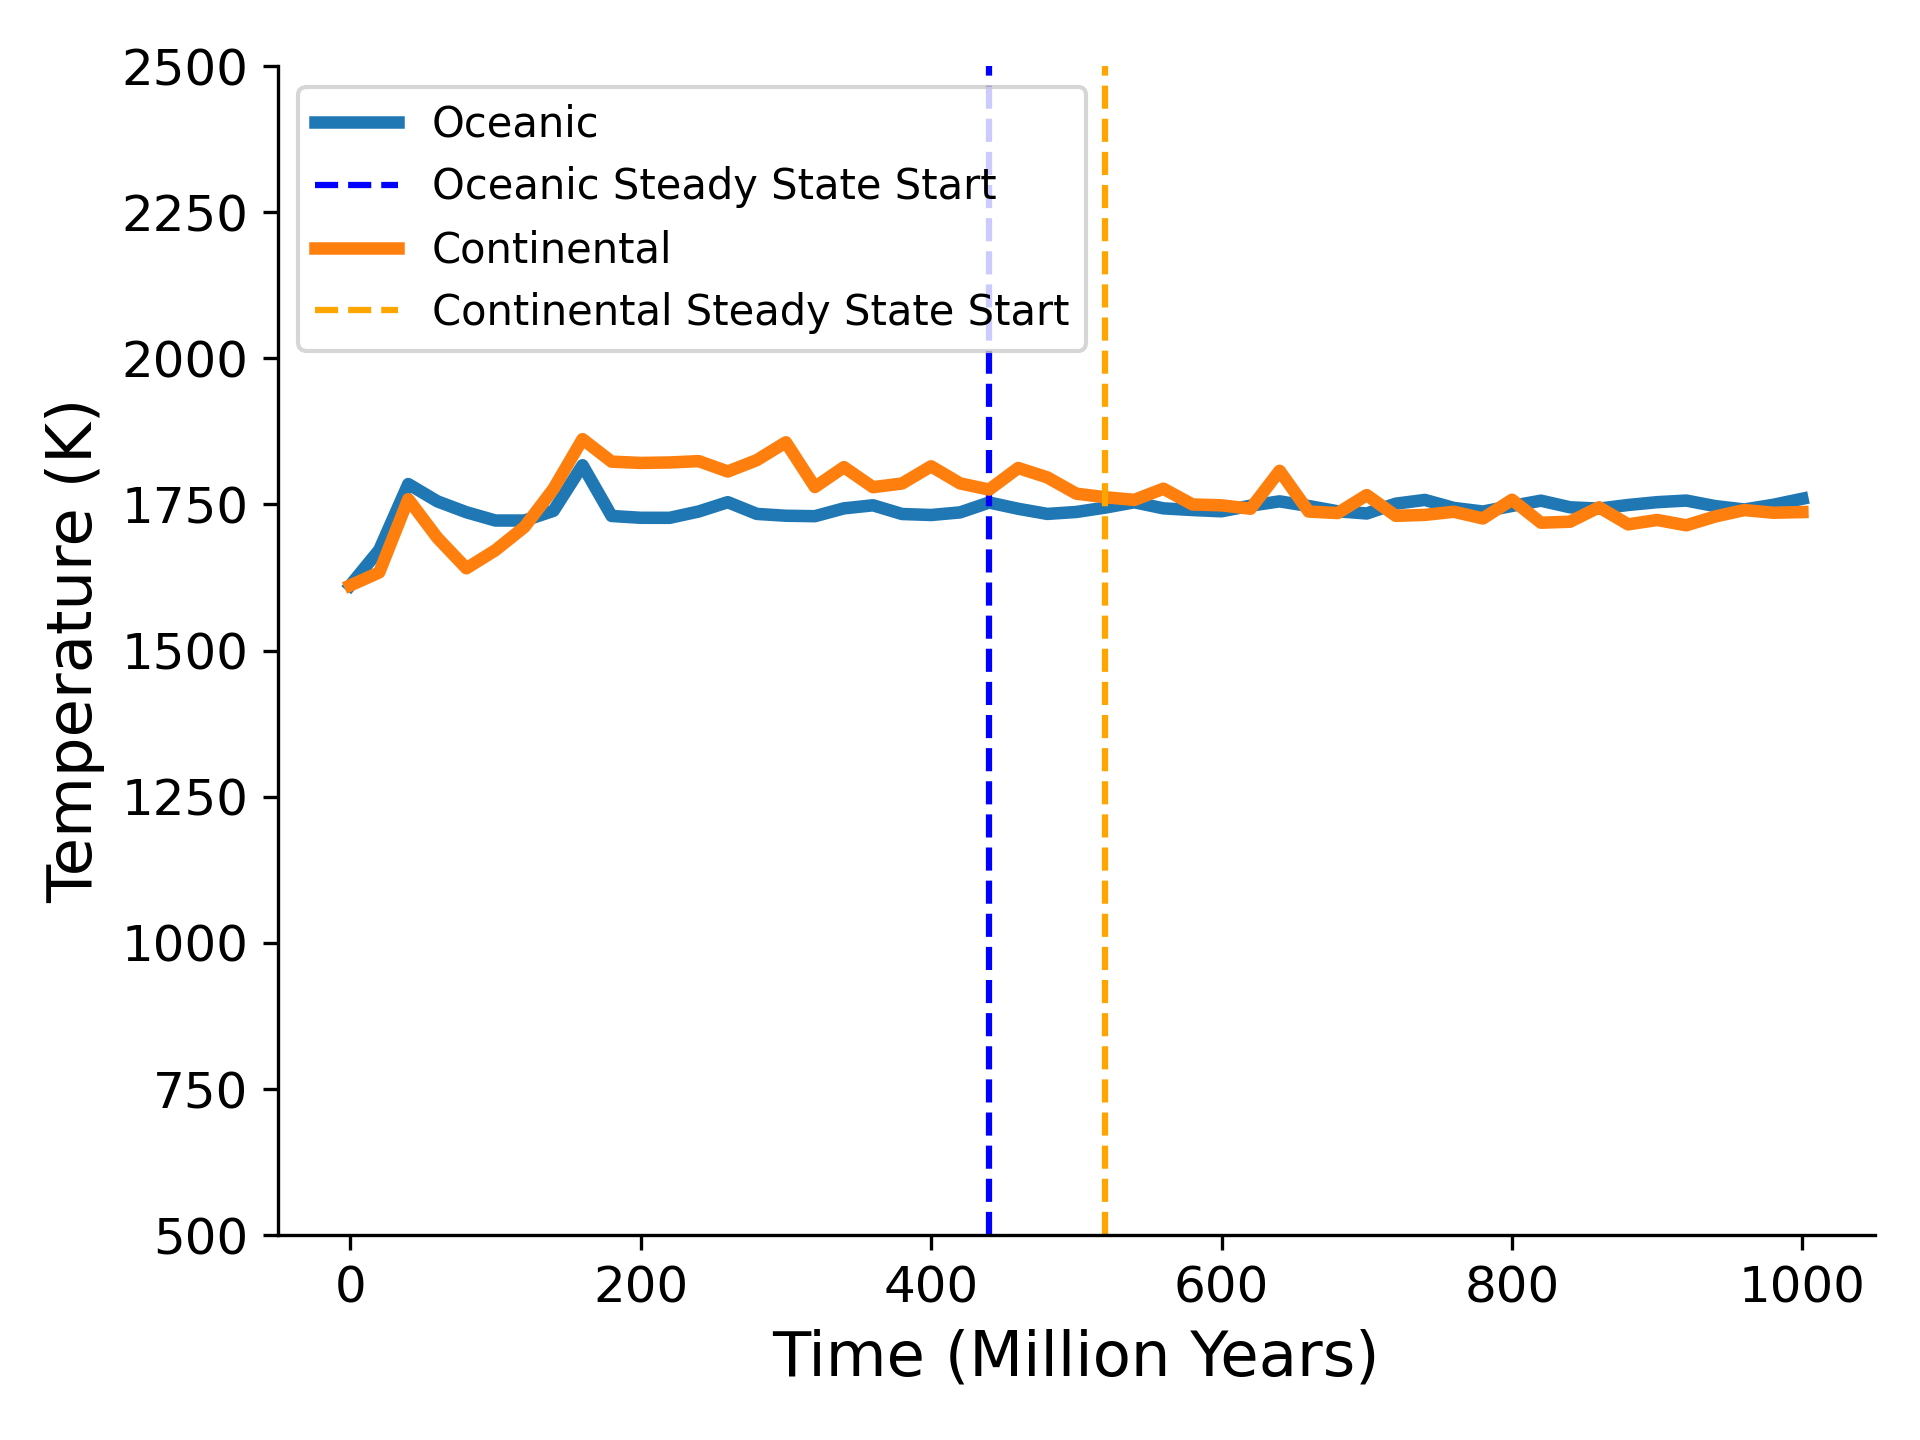 2500
2250
2000
1750
1500
1250
1000
750
500
Temperature (K)
Oceanic
Oceanic Steady State Start
Continental
Continental Steady State Start
0 200 400 600 800 1000
Time (Million Years)